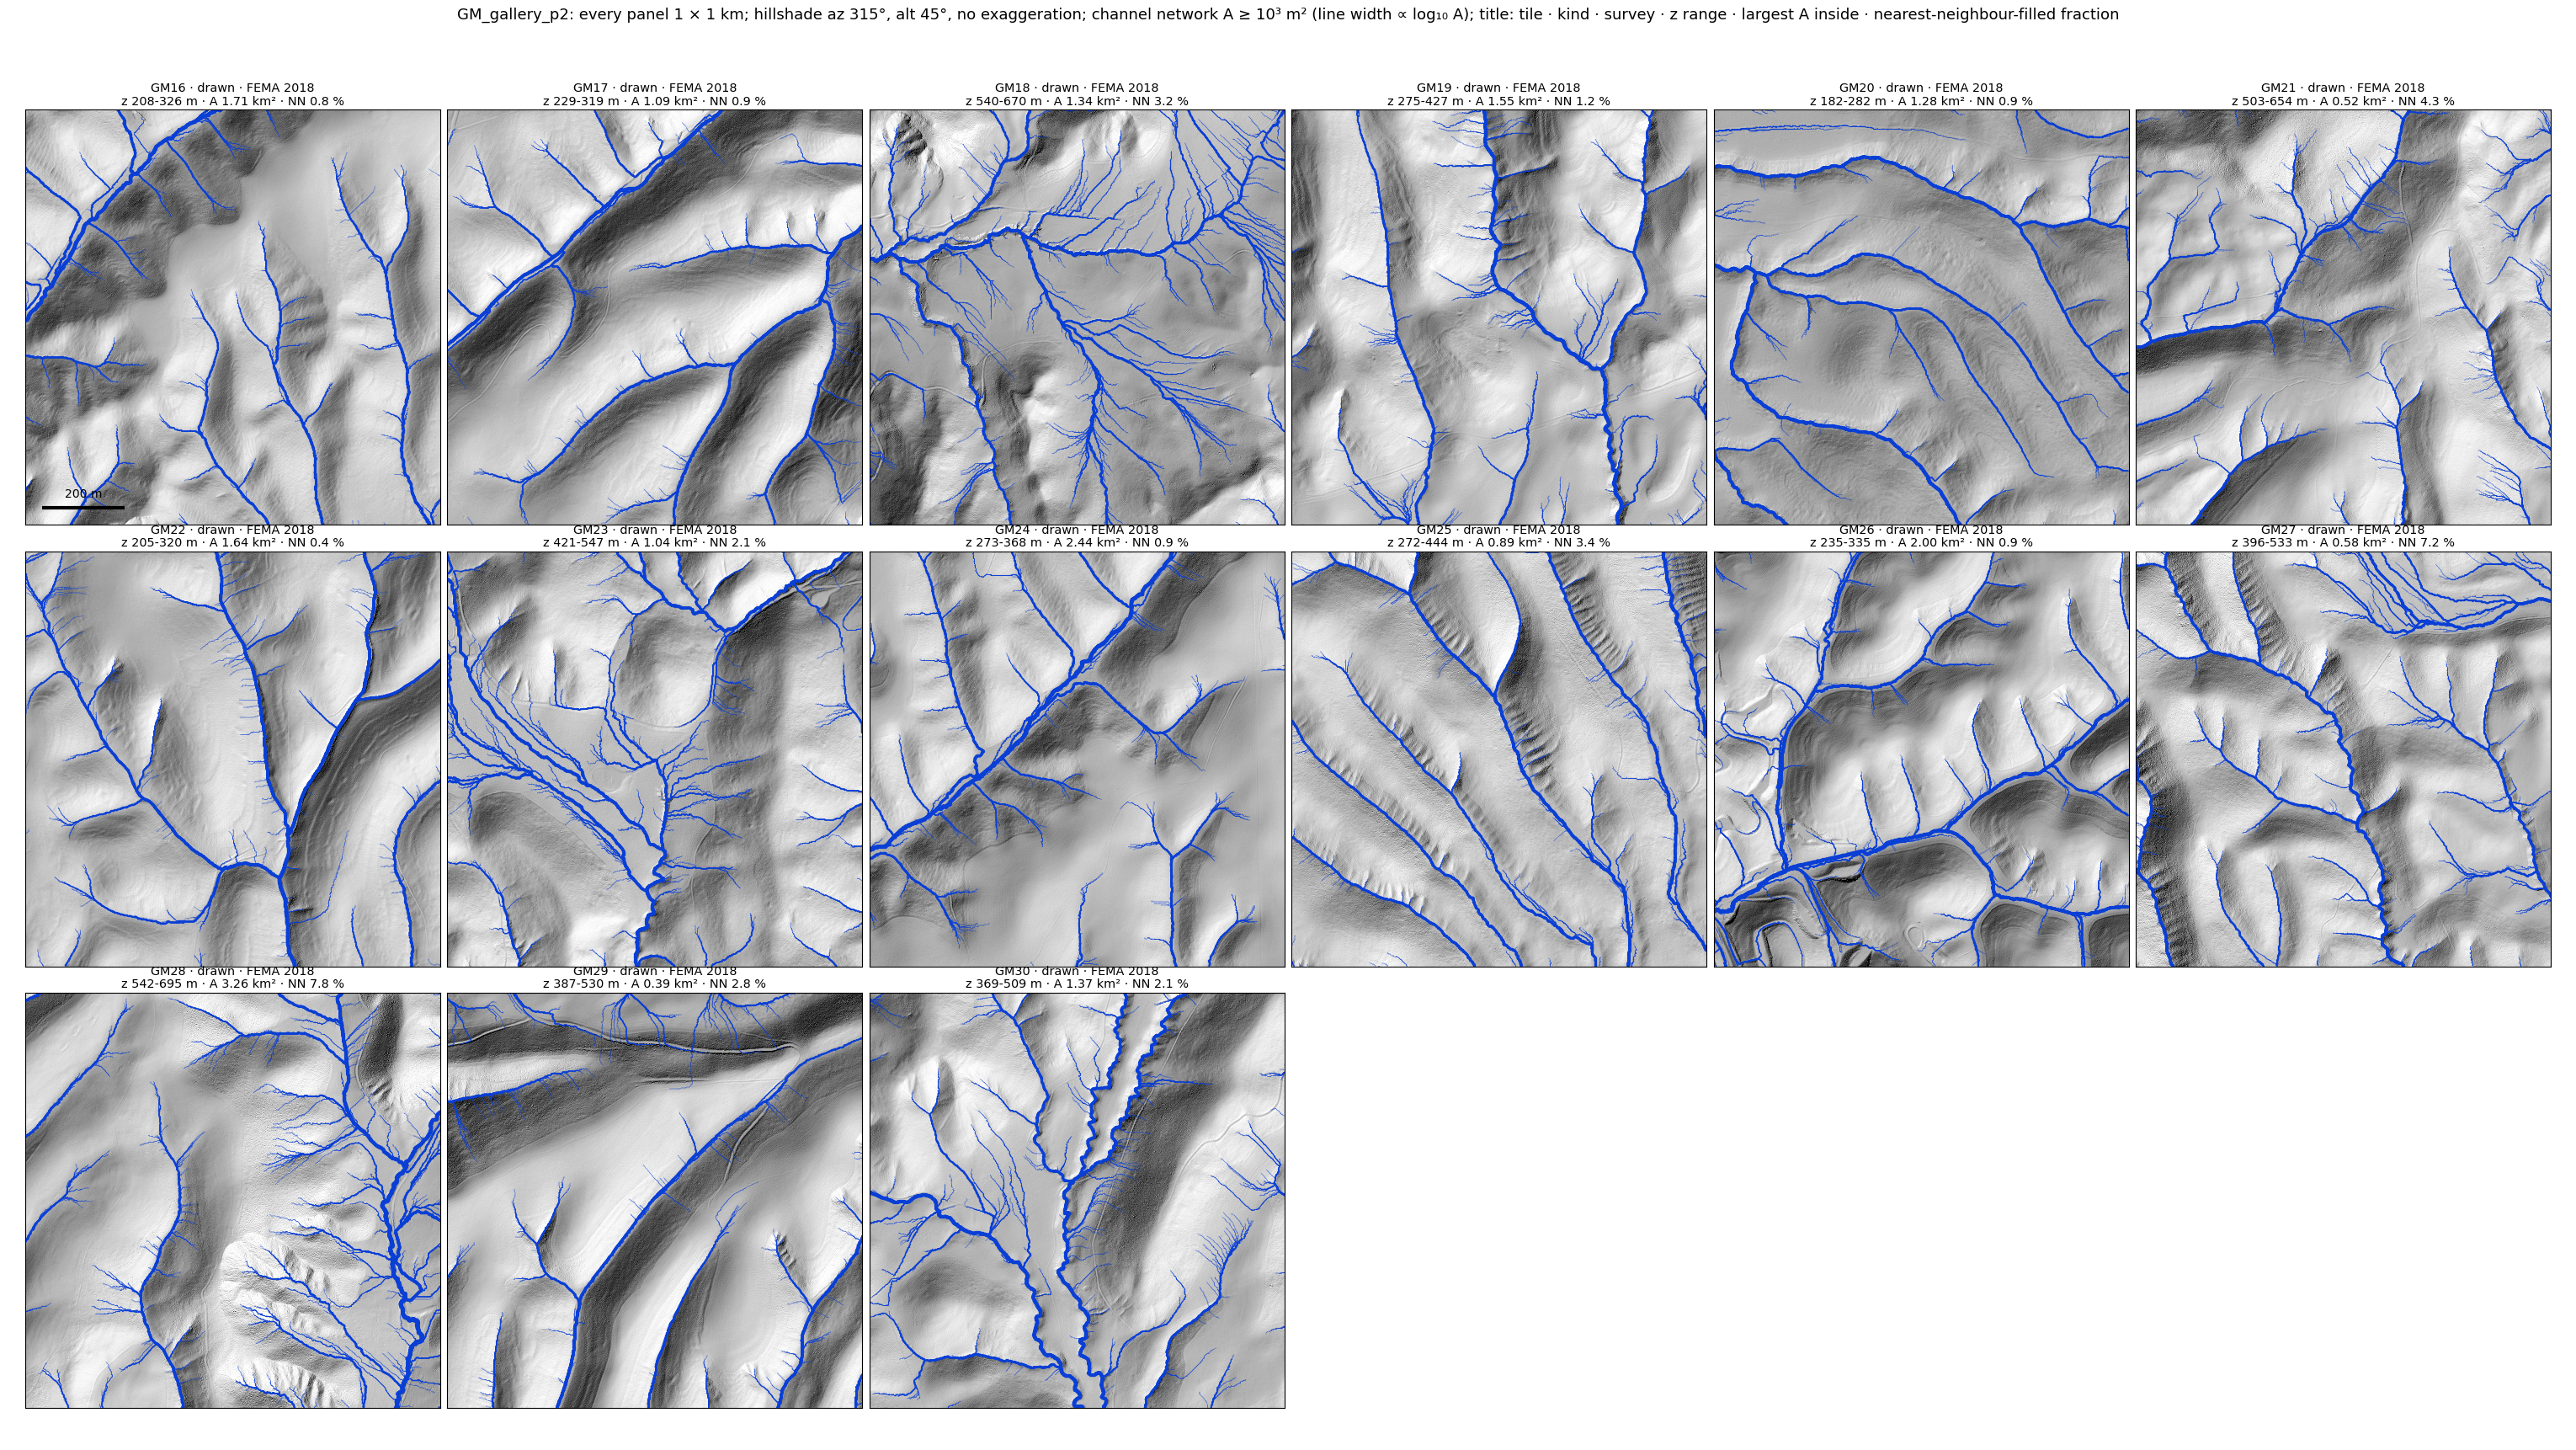 GM_gallery_p2: every panel 1 × 1 km; hillshade az 315°, alt 45°, no exaggeration; channel network A ≥ 10³ m² (line width ∝ log₁₀ A); title: tile · kind · survey · z range · largest A inside · nearest-neighbour-filled fraction
GM16 · drawn · FEMA 2018
z 208-326 m · A 1.71 km² · NN 0.8 %
GM17 · drawn · FEMA 2018
z 229-319 m · A 1.09 km² · NN 0.9 %
GM18 · drawn · FEMA 2018
z 540-670 m · A 1.34 km² · NN 3.2 %
GM19 · drawn · FEMA 2018
z 275-427 m · A 1.55 km² · NN 1.2 %
GM20 · drawn · FEMA 2018
z 182-282 m · A 1.28 km² · NN 0.9 %
GM21 · drawn · FEMA 2018
z 503-654 m · A 0.52 km² · NN 4.3 %
200 m
GM22 · drawn · FEMA 2018
z 205-320 m · A 1.64 km² · NN 0.4 %
GM23 · drawn · FEMA 2018
z 421-547 m · A 1.04 km² · NN 2.1 %
GM24 · drawn · FEMA 2018
z 273-368 m · A 2.44 km² · NN 0.9 %
GM25 · drawn · FEMA 2018
z 272-444 m · A 0.89 km² · NN 3.4 %
GM26 · drawn · FEMA 2018
z 235-335 m · A 2.00 km² · NN 0.9 %
GM27 · drawn · FEMA 2018
z 396-533 m · A 0.58 km² · NN 7.2 %
GM28 · drawn · FEMA 2018
z 542-695 m · A 3.26 km² · NN 7.8 %
GM29 · drawn · FEMA 2018
z 387-530 m · A 0.39 km² · NN 2.8 %
GM30 · drawn · FEMA 2018
z 369-509 m · A 1.37 km² · NN 2.1 %